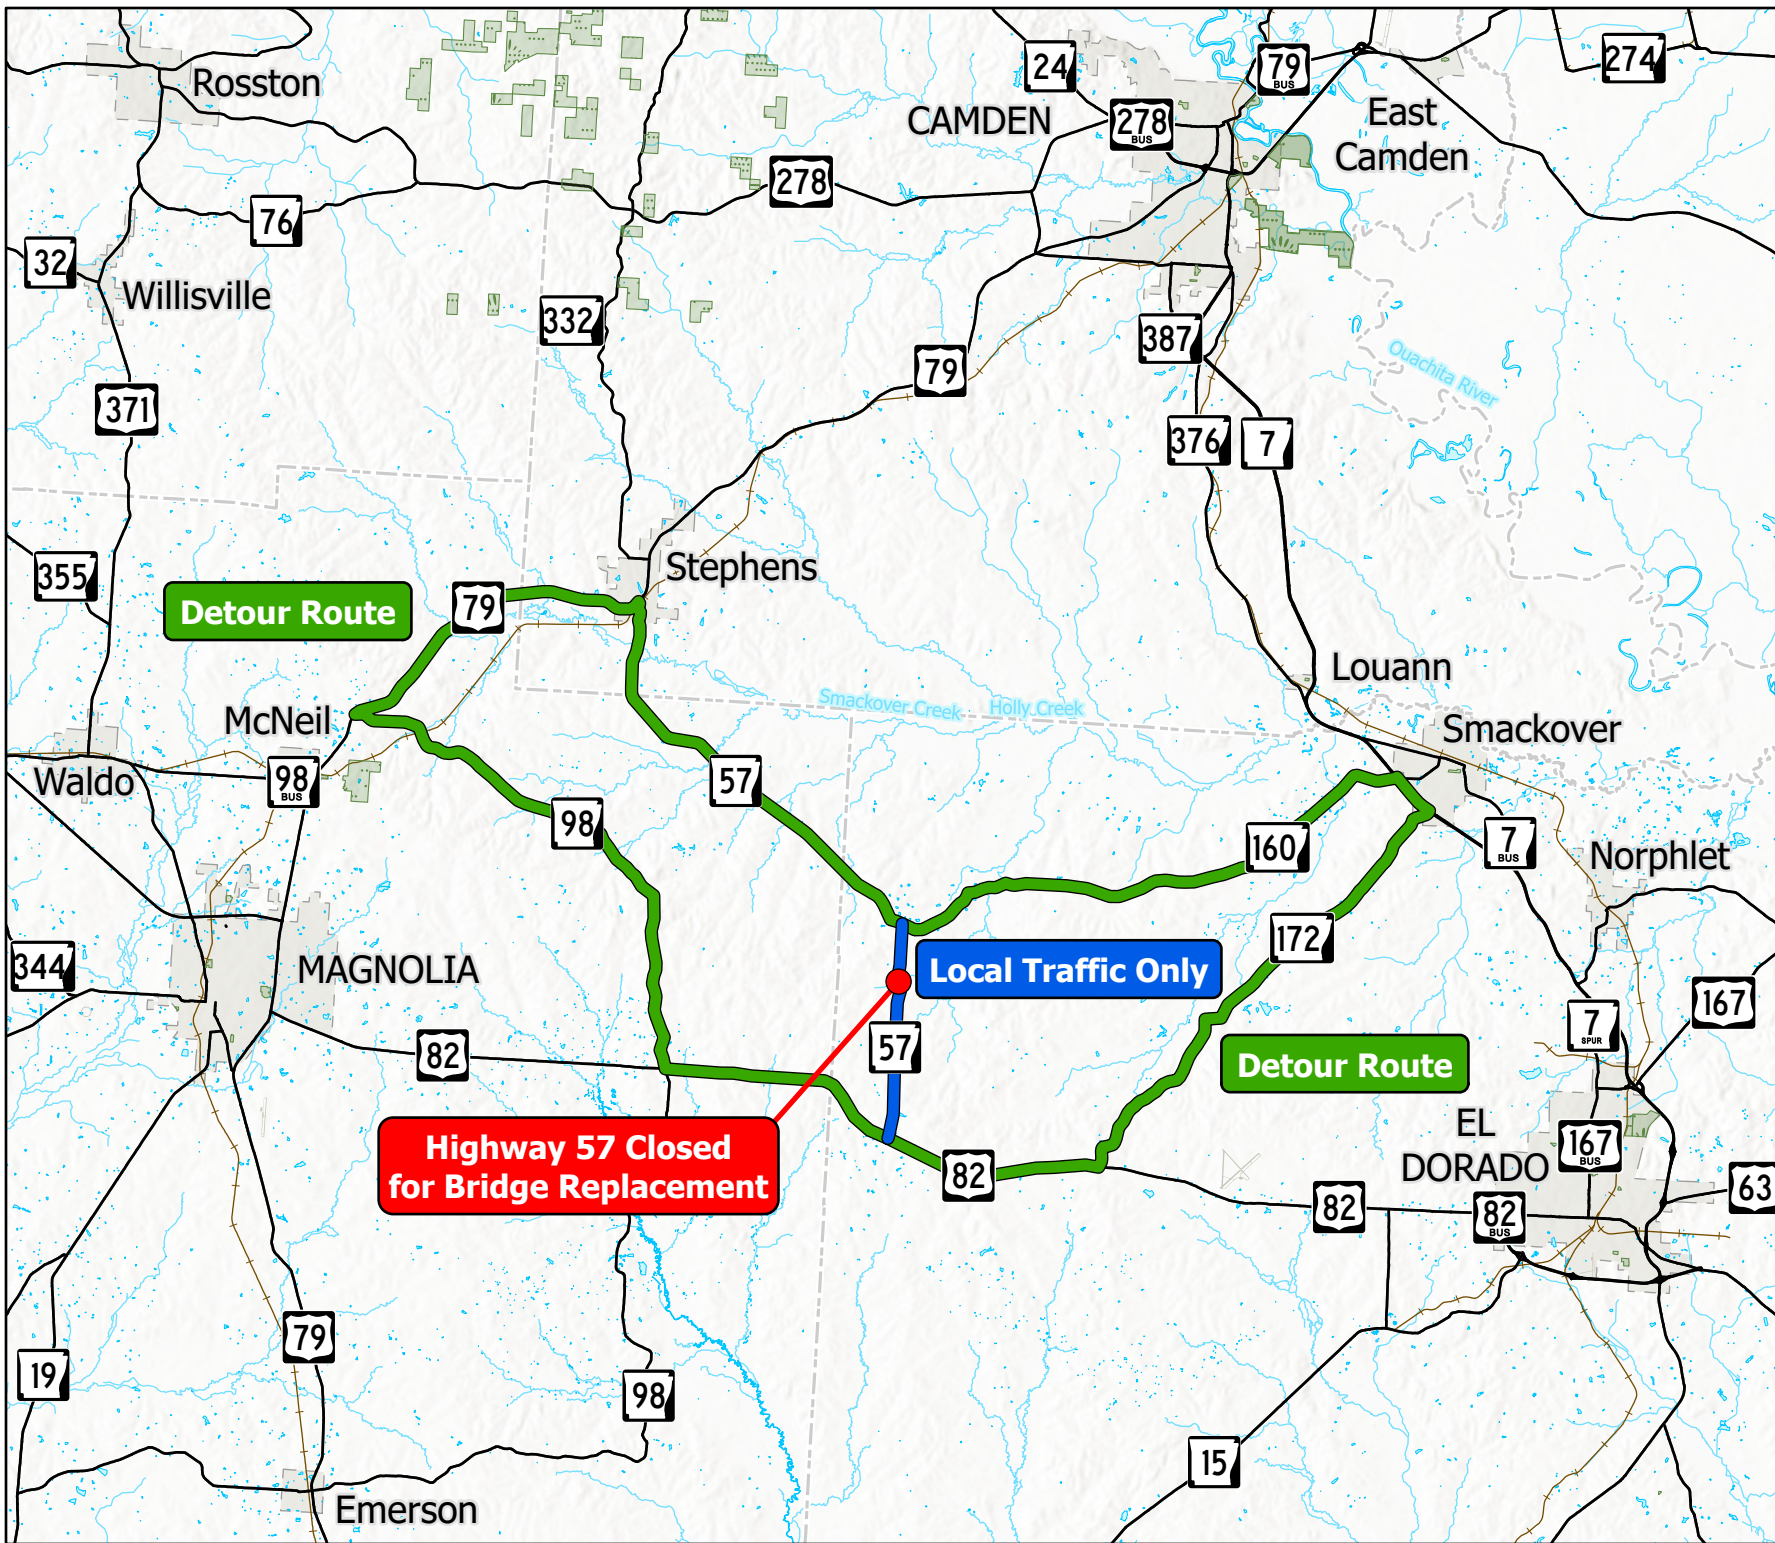 Rosston
24
79
BUS
274
CAMDEN
278
BUS
East
Camden
278
76
32
Willisville
332
387
79
Ouachita River
371
376
7
355
Stephens
Detour Route
79
Louann
McNeil
Smackover Creek
Holly Creek
Smackover
Waldo
98
BUS
57
98
160
7
BUS
Norphlet
172
344
MAGNOLIA
Local Traffic Only
167
7
SPUR
82
57
Detour Route
Highway 57 Closed
for Bridge Replacement
EL
DORADO
167
BUS
82
82
82
BUS
63
79
19
98
15
Emerson